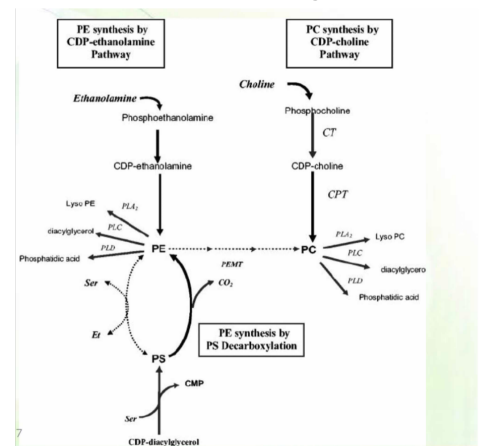 PE synthesis by
CDP-ethanolamine
Pathway
PC synthesis by
CDP-choline
Pathway
Ethanolamine
Phosphoethanolamine
CDP-ethanolamine
Choline
Phosphocholine
CT
CDP-choline
CPT
Lyso PE
PLA2
diacylglycerol
PLC
Phosphatidic acid
PLD
PE
PEMT
PC
PLA2
Lyso PC
PLC
diacylglycero
PLD
Phosphatidic acid
Ser
Et
CO2
PE synthesis by
PS Decarboxylation
PS
CMP
Ser
CDP-diacylglycerol
7